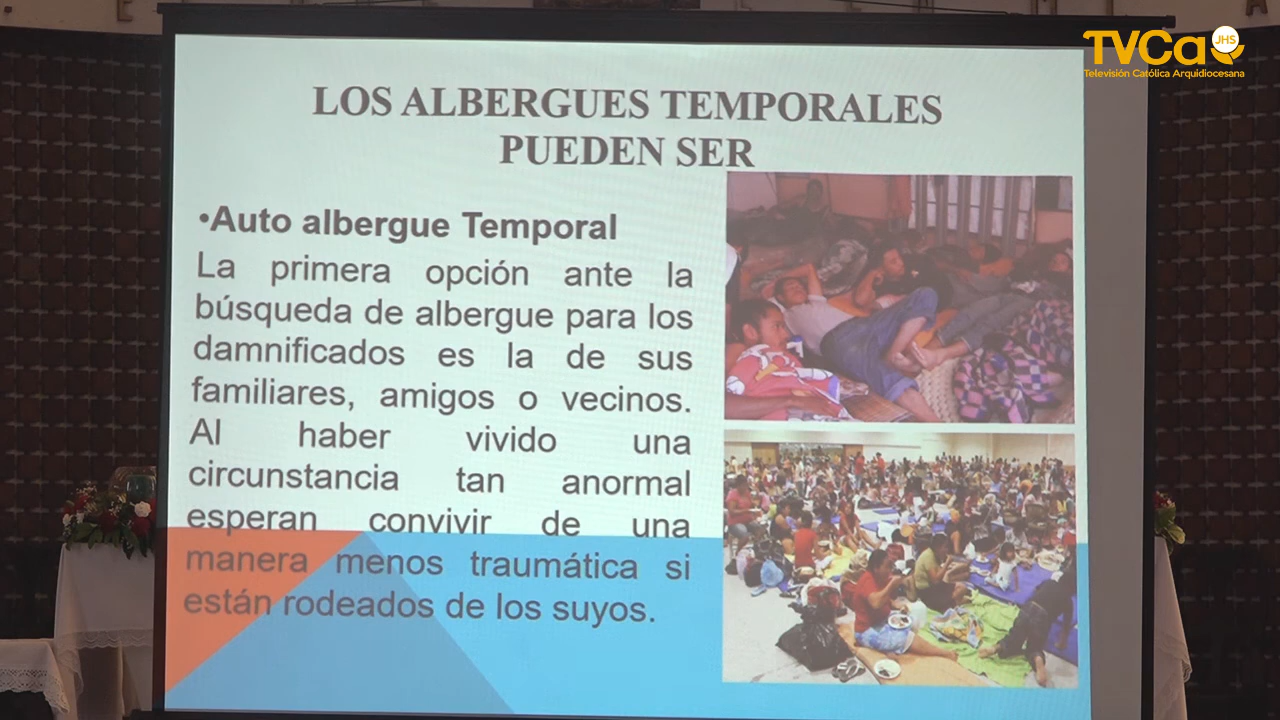 TVCa
JHS
Televisión Católica Arquidiocesana
LOS ALBERGUES TEMPORALES
PUEDEN SER
•Auto albergue Temporal
La primera opción ante la
búsqueda de albergue para los
damnificados es la de sus
familiares, amigos o vecinos.
Al haber vivido una
circunstancia tan anormal
esperan convivir de una
manera menos traumática si
están rodeados de los suyos.